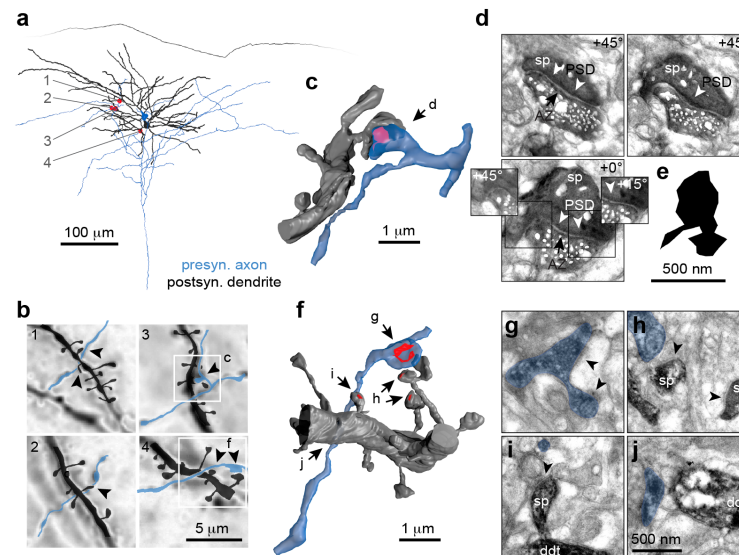 a
1
2
3
4
100 μm
presyn. axon
postsyn. dendrite
b
1
3
c
2
4
f
5 μm
c
d
1 μm
f
g
i
h
j
1 μm
d
+45°
sp
PSD
AZ
+45
sp
PSD
+0°
sp
+45°
+15°
PSD
AZ
e
500 nm
g
h
sp
s
i
sp
ddt
j
dd
500 nm